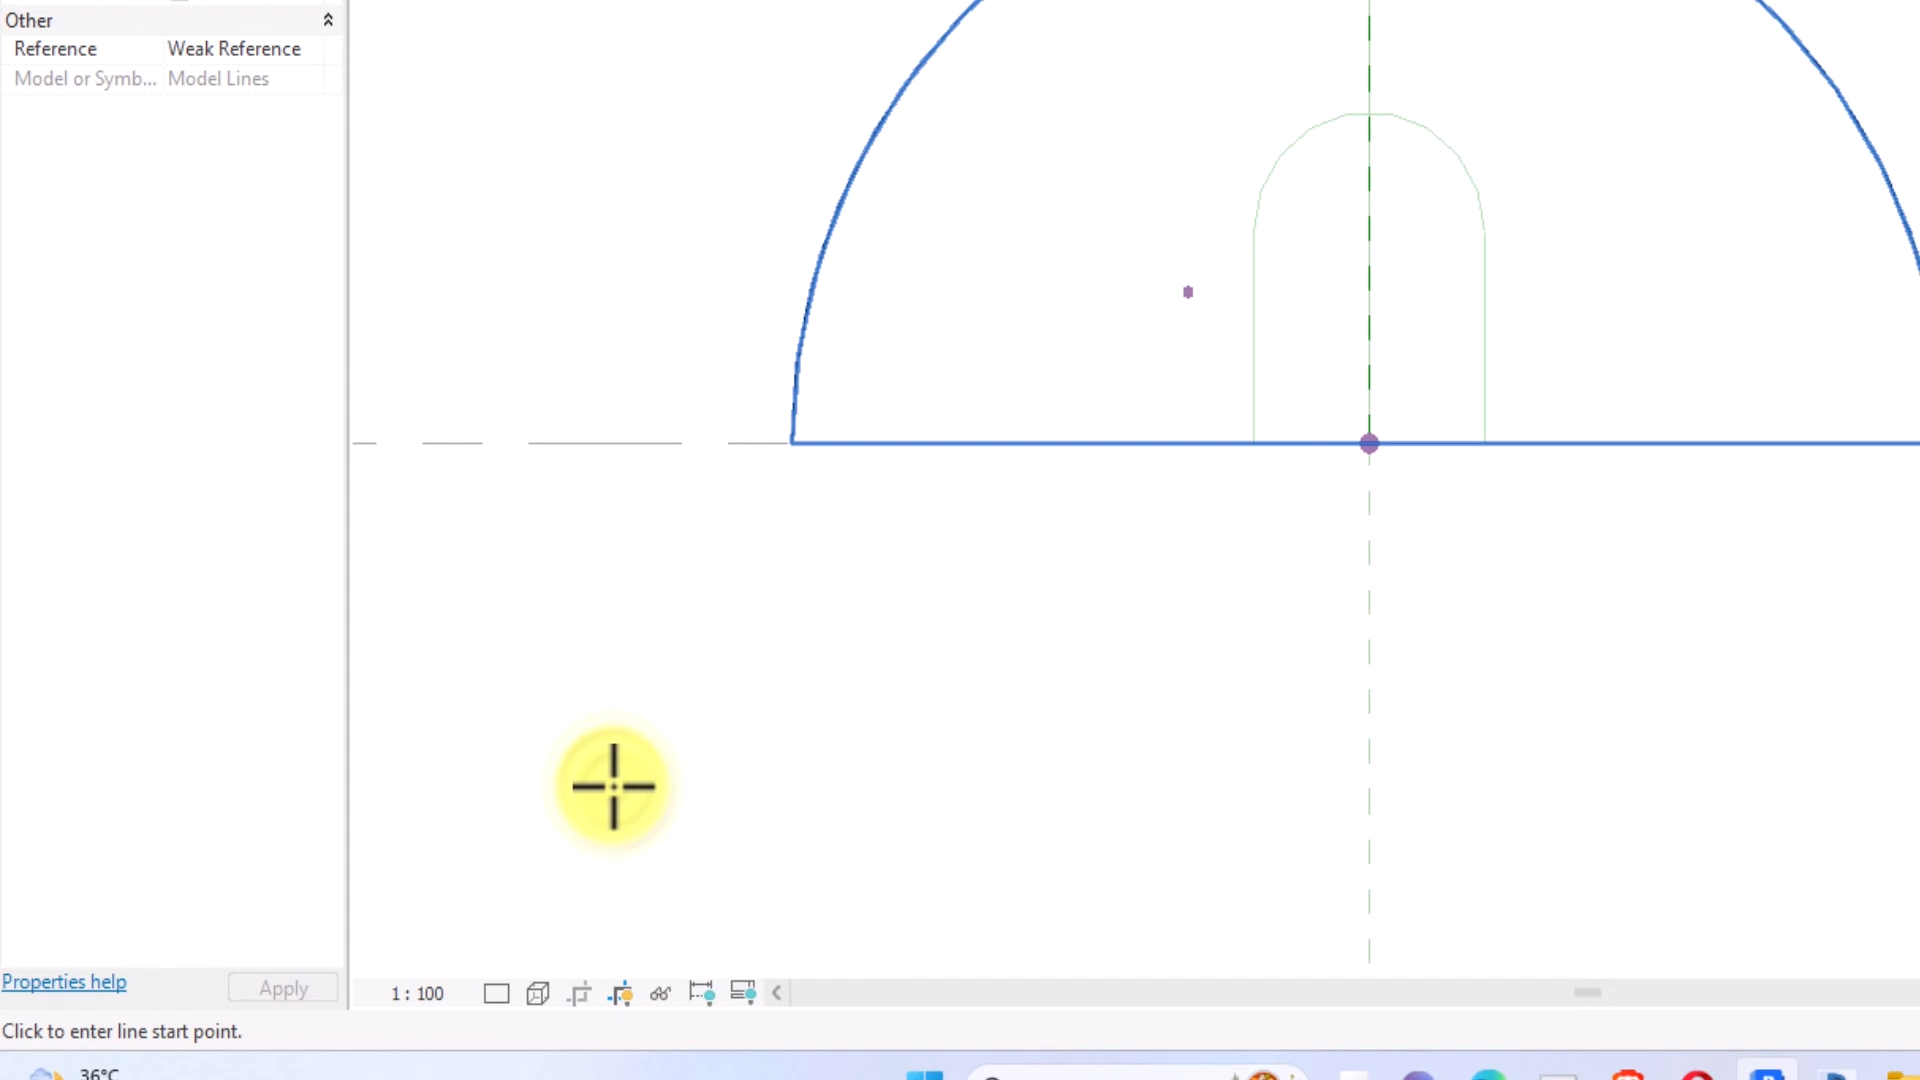 Other
Reference Weak Reference
Model or Symb... Model Lines
Properties help
Apply
1 : 100
Click to enter line start point.
36°C